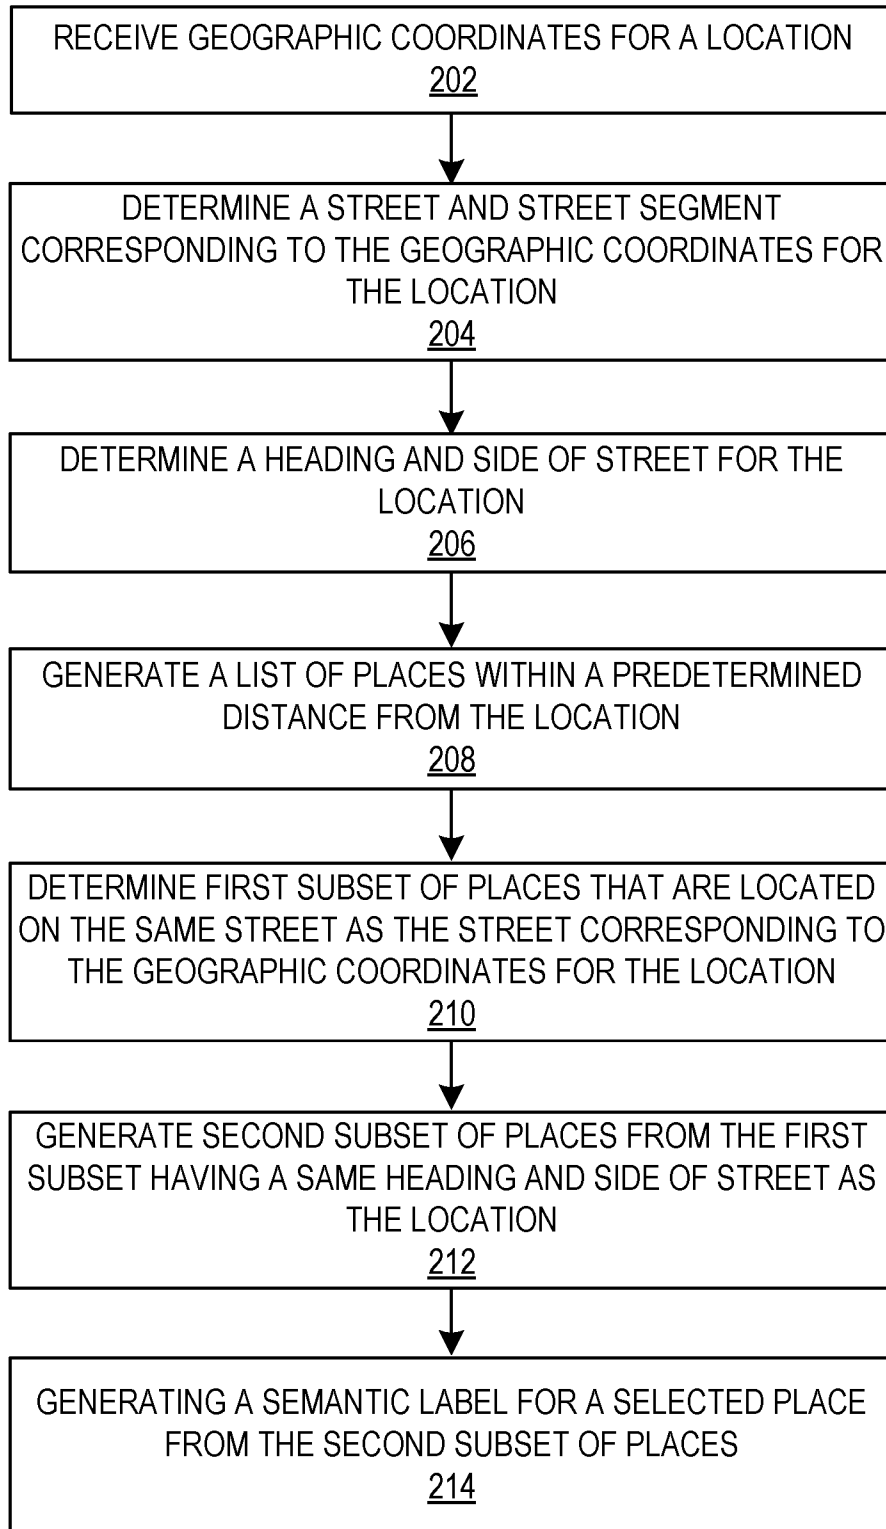 RECEIVE GEOGRAPHIC COORDINATES FOR A LOCATION
202
DETERMINE A STREET AND STREET SEGMENT
CORRESPONDING TO THE GEOGRAPHIC COORDINATES FOR
THE LOCATION
204
DETERMINE A HEADING AND SIDE OF STREET FOR THE
LOCATION
206
GENERATE A LIST OF PLACES WITHIN A PREDETERMINED
DISTANCE FROM THE LOCATION
208
DETERMINE FIRST SUBSET OF PLACES THAT ARE LOCATED
ON THE SAME STREET AS THE STREET CORRESPONDING TO
THE GEOGRAPHIC COORDINATES FOR THE LOCATION
210
GENERATE SECOND SUBSET OF PLACES FROM THE FIRST
SUBSET HAVING A SAME HEADING AND SIDE OF STREET AS
THE LOCATION
212
GENERATING A SEMANTIC LABEL FOR A SELECTED PLACE
FROM THE SECOND SUBSET OF PLACES
214